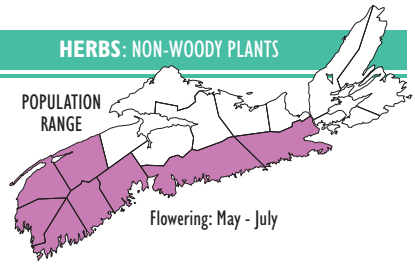 HERBS: NON-WOODY PLANTS
POPULATION
RANGE
Flowering: May - July